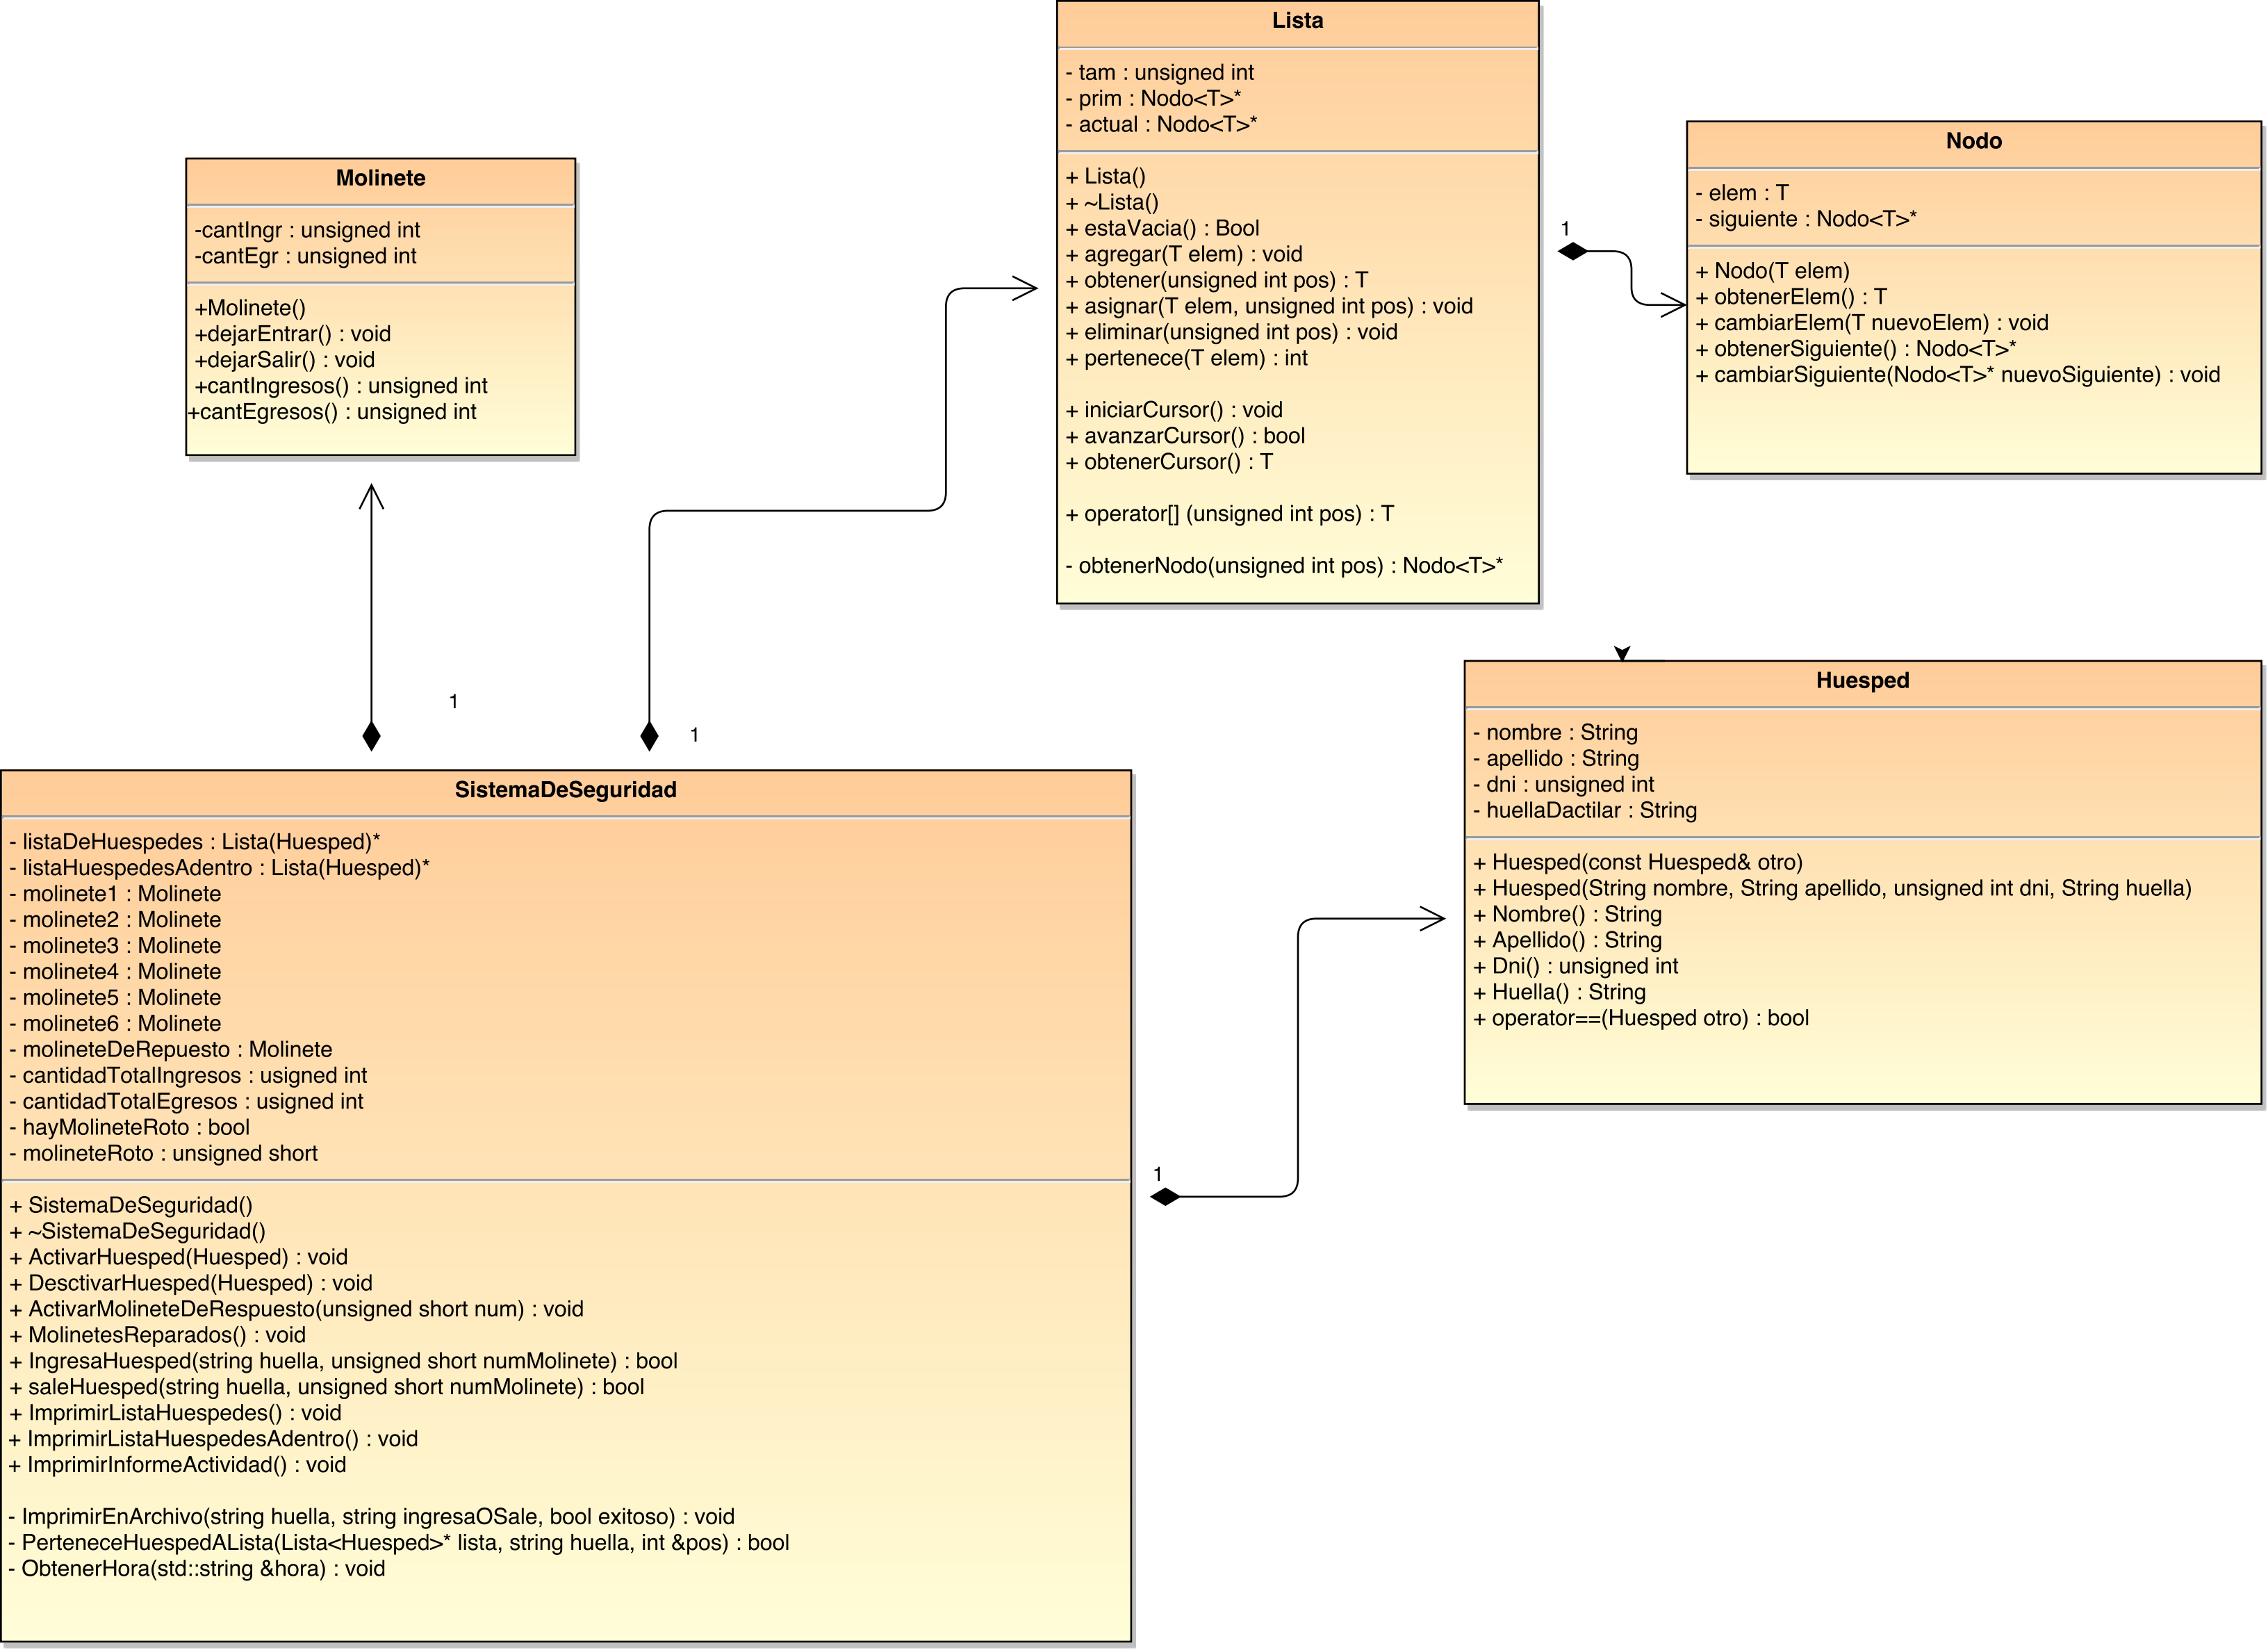 Lista
- tam : unsigned int
- prim : Nodo<T>*
- actual : Nodo<T>*
+ Lista()
+ ~Lista()
+ estaVacia() : Bool
+ agregar(T elem) : void
+ obtener(unsigned int pos) : T
+ asignar(T elem, unsigned int pos) : void
+ eliminar(unsigned int pos) : void
+ pertenece(T elem) : int
+ iniciarCursor() : void
+ avanzarCursor() : bool
+ obtenerCursor() : T
+ operator[] (unsigned int pos) : T
- obtenerNodo(unsigned int pos) : Nodo<T>*
Nodo
- elem : T
- siguiente : Nodo<T>*
+ Nodo(T elem)
+ obtenerElem() : T
+ cambiarElem(T nuevoElem) : void
+ obtenerSiguiente() : Nodo<T>*
+ cambiarSiguiente(Nodo<T>* nuevoSiguiente) : void
1
Molinete
-cantIngr : unsigned int
-cantEgr : unsigned int
+Molinete()
+dejarEntrar() : void
+dejarSalir() : void
+cantIngresos() : unsigned int
+cantEgresos() : unsigned int
1
1
Huesped
- nombre : String
- apellido : String
- dni : unsigned int
- huellaDactilar : String
+ Huesped(const Huesped& otro)
+ Huesped(String nombre, String apellido, unsigned int dni, String huella)
+ Nombre() : String
+ Apellido() : String
+ Dni() : unsigned int
+ Huella() : String
+ operator==(Huesped otro) : bool
SistemaDeSeguridad
- listaDeHuespedes : Lista(Huesped)*
- listaHuespedesAdentro : Lista(Huesped)*
- molinete1 : Molinete
- molinete2 : Molinete
- molinete3 : Molinete
- molinete4 : Molinete
- molinete5 : Molinete
- molinete6 : Molinete
- molineteDeRepuesto : Molinete
- cantidadTotalIngresos : usigned int
- cantidadTotalEgresos : usigned int
- hayMolineteRoto : bool
- molineteRoto : unsigned short
+ SistemaDeSeguridad()
+ ~SistemaDeSeguridad()
+ ActivarHuesped(Huesped) : void
+ DesctivarHuesped(Huesped) : void
+ ActivarMolineteDeRespuesto(unsigned short num) : void
+ MolinetesReparados() : void
+ IngresaHuesped(string huella, unsigned short numMolinete) : bool
+ saleHuesped(string huella, unsigned short numMolinete) : bool
+ ImprimirListaHuespedes() : void
+ ImprimirListaHuespedesAdentro() : void
+ ImprimirInformeActividad() : void
- ImprimirEnArchivo(string huella, string ingresaOSale, bool exitoso) : void
- PerteneceHuespedALista(Lista<Huesped>* lista, string huella, int &pos) : bool
- ObtenerHora(std::string &hora) : void
1